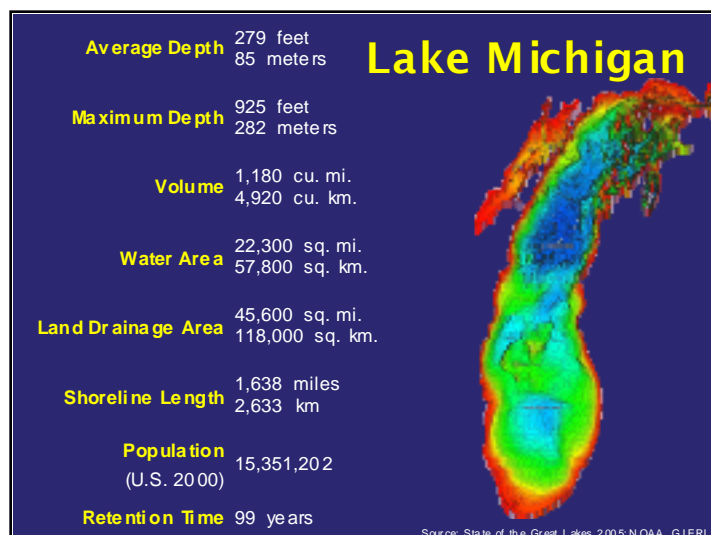 Lake Michigan
Average Depth 279 feet
85 meters
Maximum Depth 925 feet
282 meters
Volume 1,180 cu. mi.
4,920 cu. km.
Water Area 22,300 sq. mi.
57,800 sq. km.
Land Drainage Area 45,600 sq. mi.
118,000 sq. km.
Shoreline Length 1,638 miles
2,633 km
Population
(U.S. 2000) 15,351,202
Retention Time 99 years
Source: State of the Great Lakes 2005; NOAA,